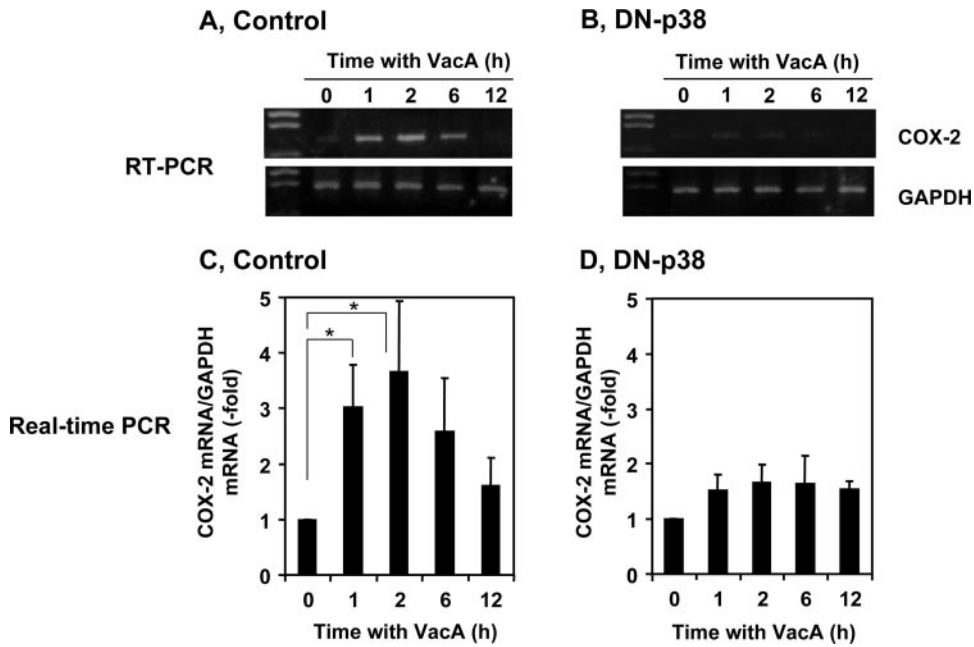 A, Control
B, DN-p38
Time with VacA (h)
Time with VacA (h)
0 1 2 6 12
0 1 2 6 12
RT-PCR
COX-2
GAPDH
C, Control
D, DN-p38
Real-time PCR
COX-2 mRNA/GAPDH
mRNA (-fold)
5
4
3
2
1
0
*
*
0 1 2 6 12
Time with VacA (h)
COX-2 mRNA/GAPDH
mRNA (-fold)
5
4
3
2
1
0
0 1 2 6 12
Time with VacA (h)